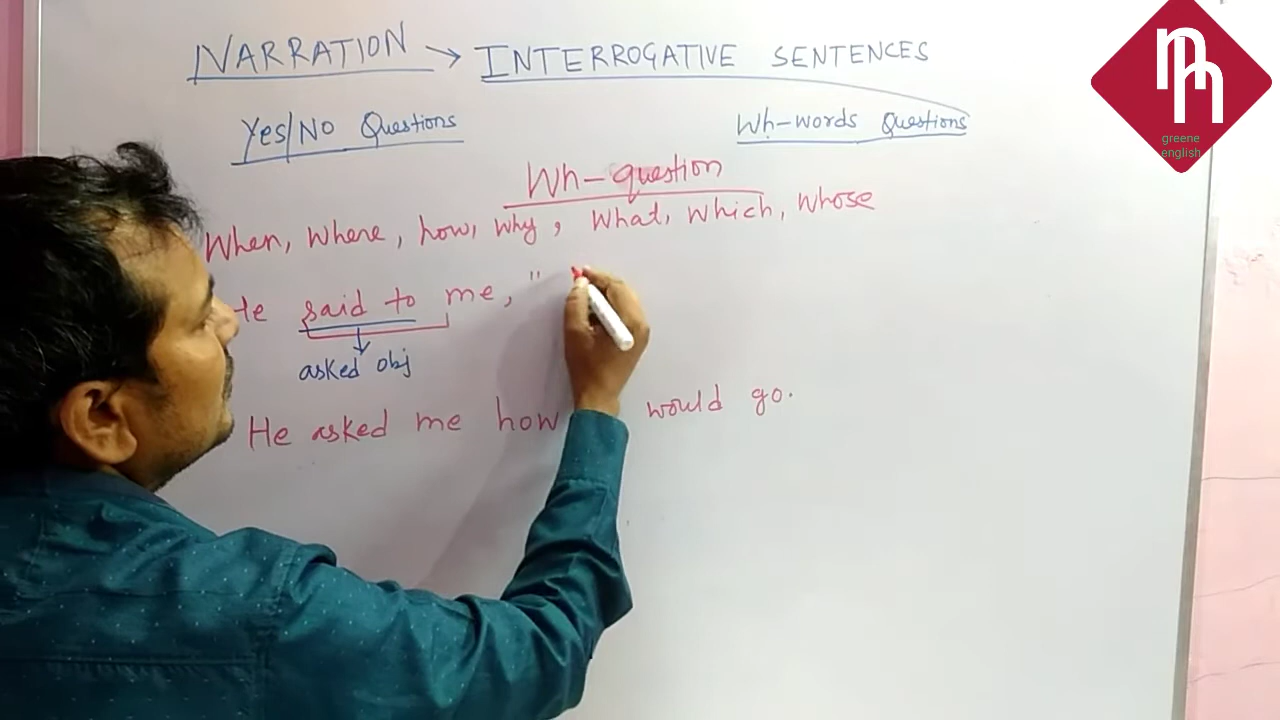 NARRATION → INTERROGATIVE SENTENCES
Yes/No Questions
Wh-words Questions
Wh-question
When, Where, how, why, What, Which, Whose
He said to me, "
asked obj
He asked me how would go.
greene
english